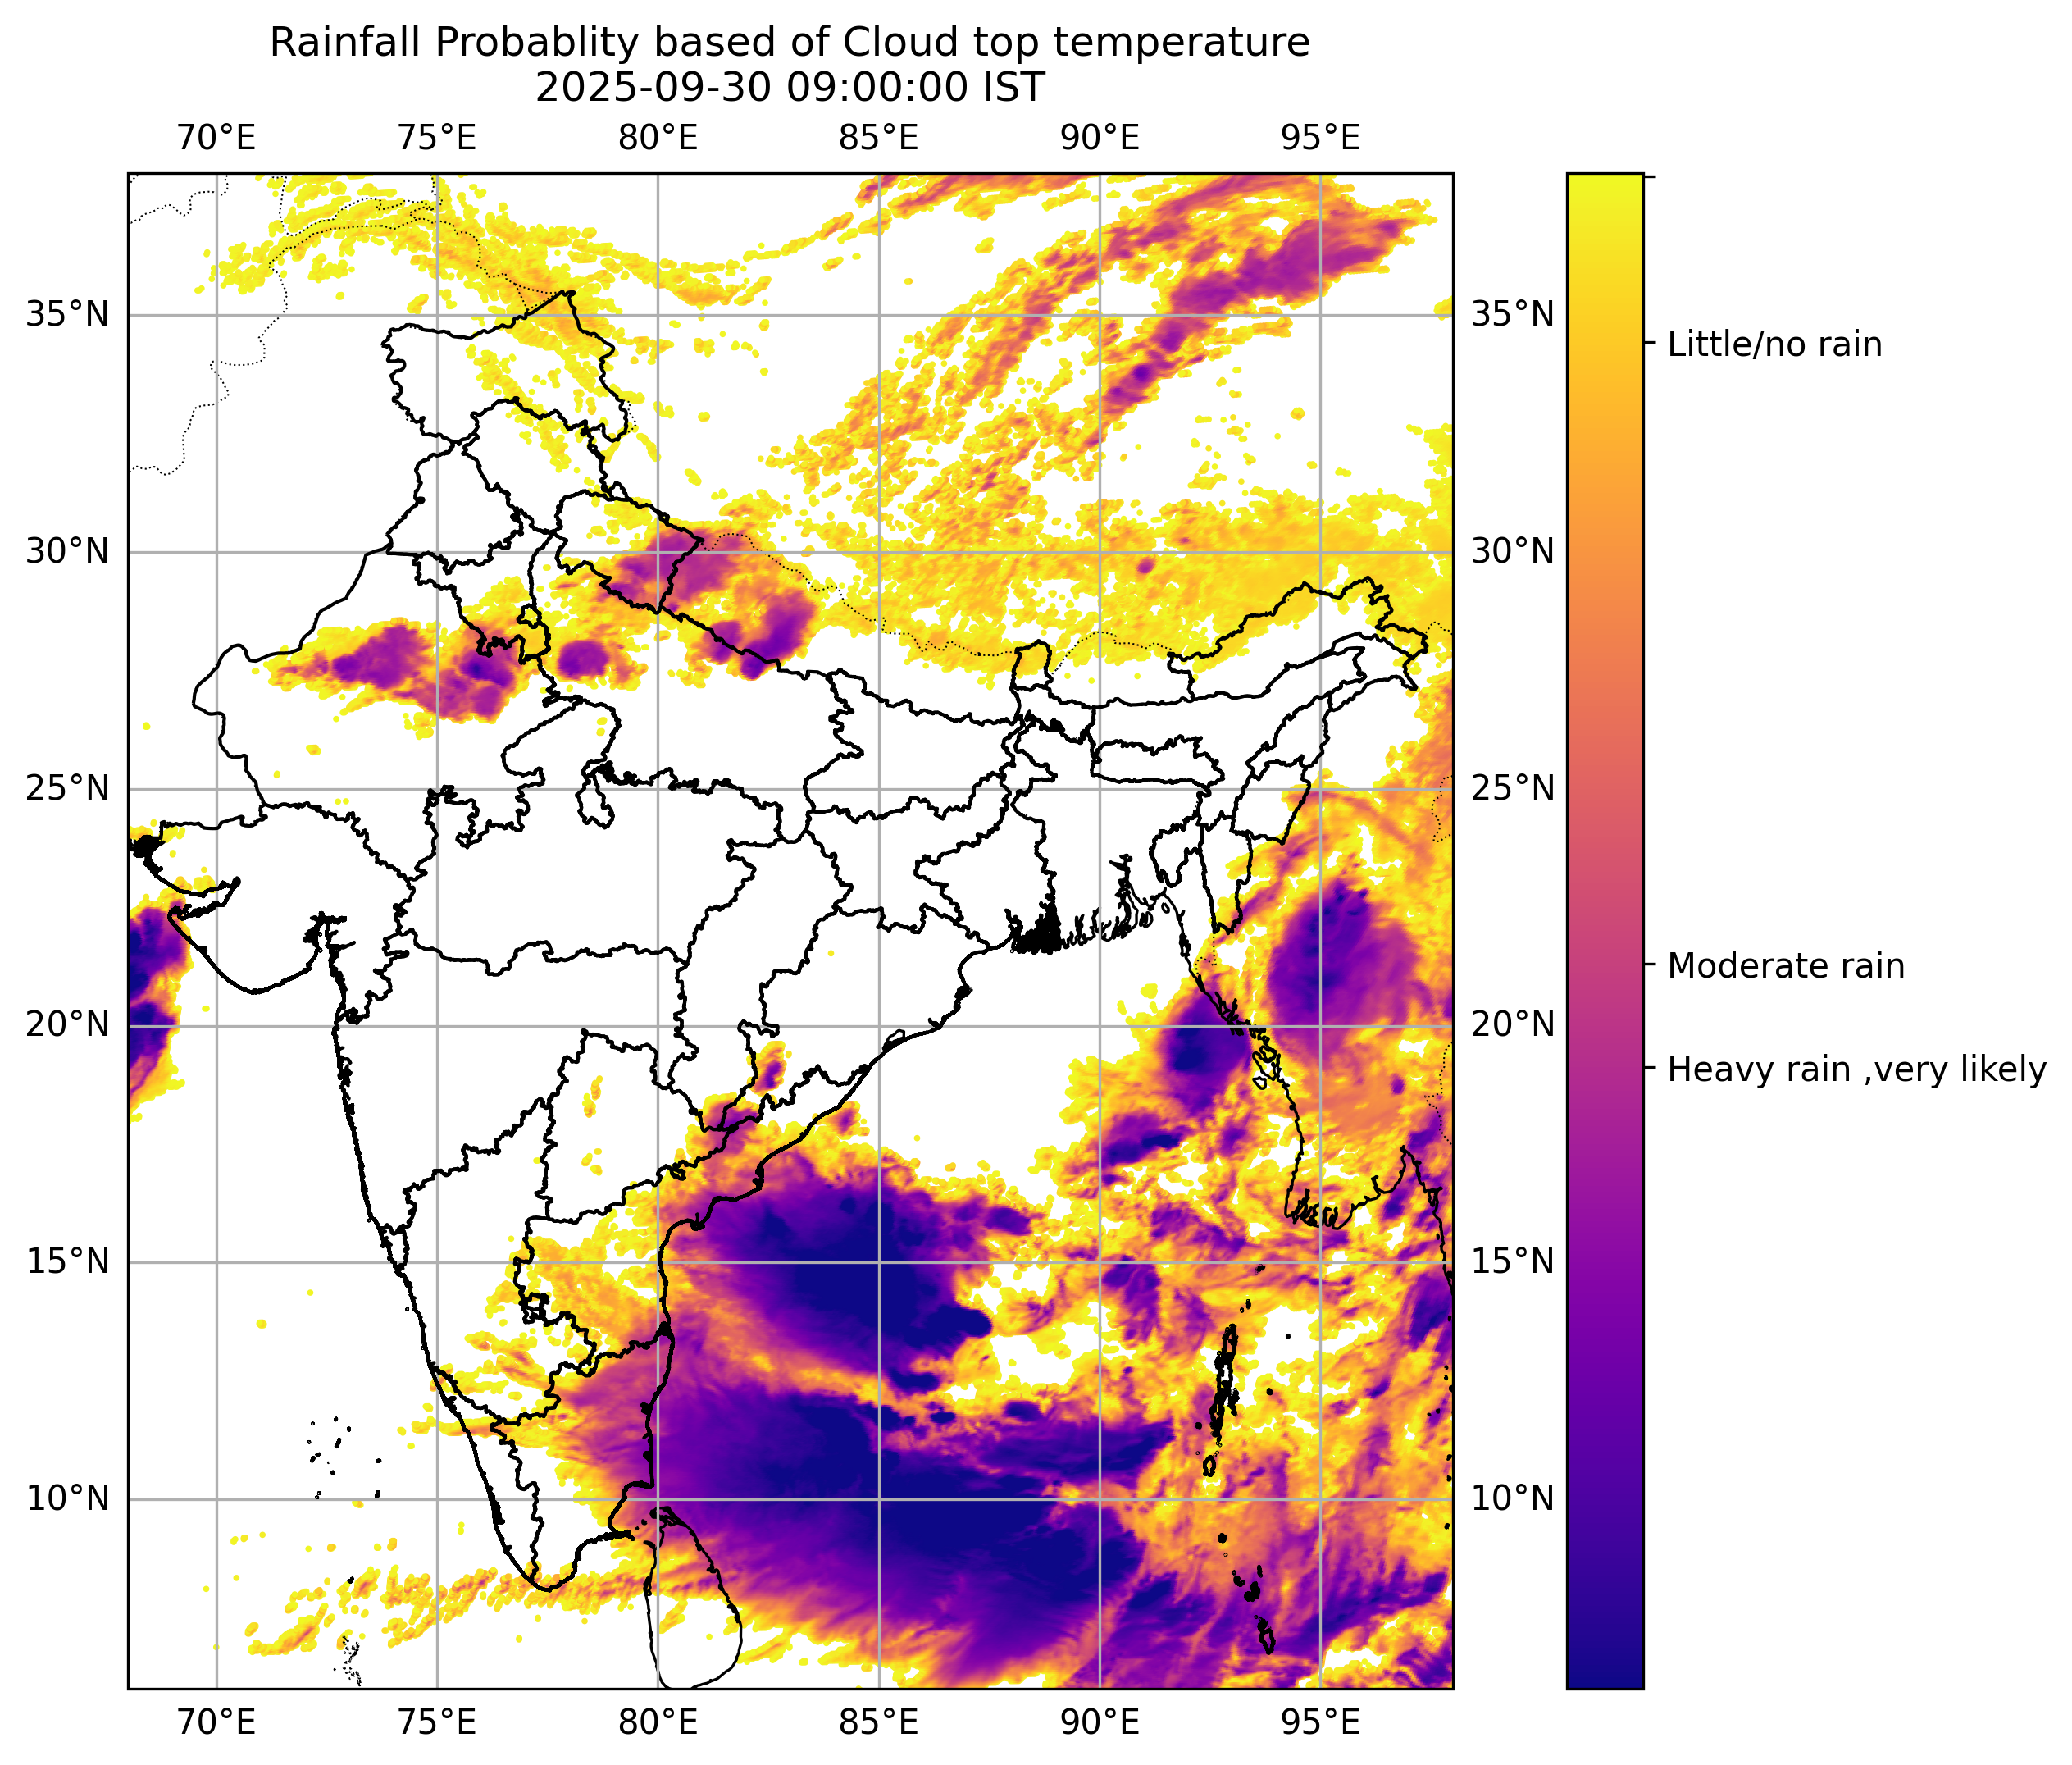 Rainfall Probablity based of Cloud top temperature
2025-09-30 09:00:00 IST
70°E 75°E 80°E 85°E 90°E 95°E
35°N 35°N
Little/no rain
30°N 30°N
25°N 25°N
Moderate rain
20°N 20°N
Heavy rain ,very likely
15°N 15°N
10°N 10°N
70°E 75°E 80°E 85°E 90°E 95°E